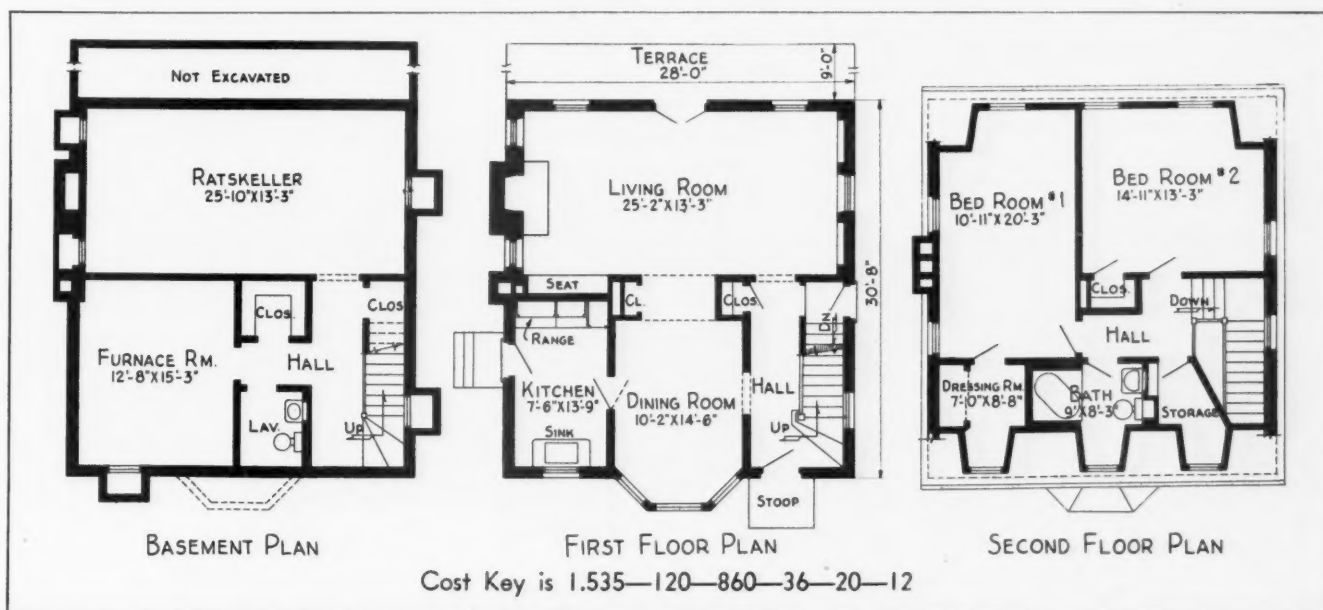 NOT EXCAVATED
RATSKELLER
25'-10"X13'-3"
CLOS.
CLOS.
FURNACE RM.
12'-8"X15'-3"
HALL
LAV.
UP
BASEMENT PLAN
TERRACE
28'-0"
9'-0"
LIVING ROOM
25'-2"X13'-3"
30'-8"
SEAT
CL.
CLOS.
DN
RANGE
KITCHEN
7'-6"X13'-9"
DINING ROOM
10'-2"X14'-6"
HALL
SINK
UP
STOOP
FIRST FLOOR PLAN
BED ROOM #1
10'-11"X20'-3"
BED ROOM #2
14'-11"X13'-3"
CLOS.
DOWN
HALL
DRESSING RM.
7'-0"X8'-8"
BATH
9'X8'-3"
STORAGE
SECOND FLOOR PLAN
Cost Key is 1.535—120—860—36—20—12